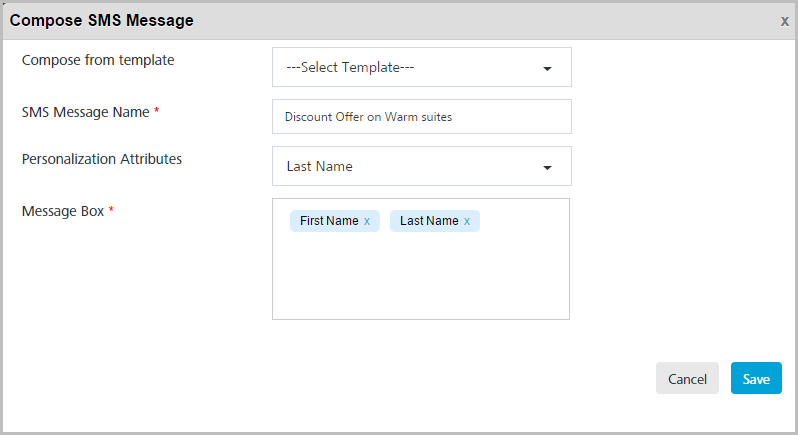 Compose SMS Message x
Compose from template ---Select Template---
SMS Message Name * Discount Offer on Warm suites
Personalization Attributes Last Name
Message Box * First Name x Last Name x
Cancel Save